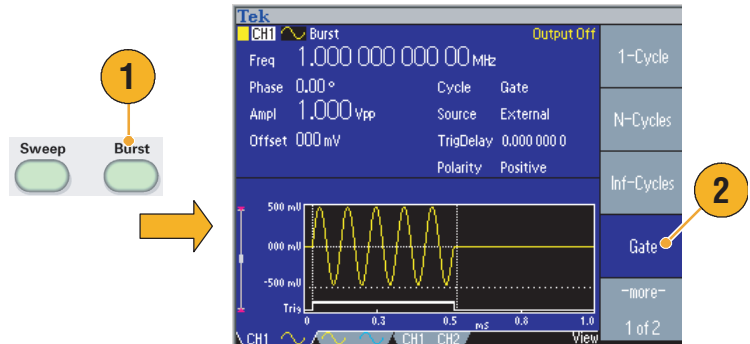 1
Sweep
Burst
Tek
CH1 Burst Output Off
Freq 1.000 000 000 00 MHz
Phase 0.00 °
Ampl 1.000 Vpp
Offset 000 mV
Cycle Gate
Source External
TrigDelay 0.000 000 0
Polarity Positive
500 mU
000 mU
-500 mU
Trig
0 0.3 0.5 ms 0.8 1.0
CH1
CH1 CH2
View
1-Cycle
N-Cycles
Inf-Cycles
Gate
-more-
1 of 2
2